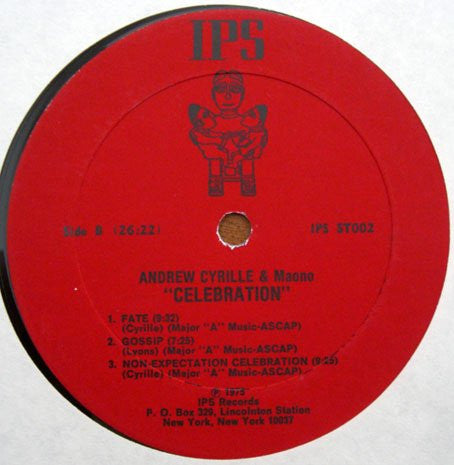 IPS
Side B (26:22)
IPS ST002
ANDREW CYRILLE & Maono
"CELEBRATION"
1. FATE (9:32)
(Cyrille) (Major "A" Music-ASCAP)
2. GOSSIP (7:25)
(Lyons) (Major "A" Music-ASCAP)
3. NON-EXPECTATION CELEBRATION (9:25)
(Cyrille) (Major "A" Music-ASCAP)
℗ 1975
IPS Records
P. O. Box 329, Lincolnton Station
New York, New York 10037